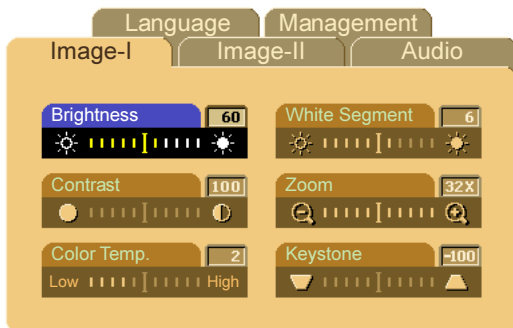 Language Management
Image-I Image-II Audio
Brightness 60
White Segment 6
Contrast 100
Zoom 32X
Color Temp. 2
Low High
Keystone -100